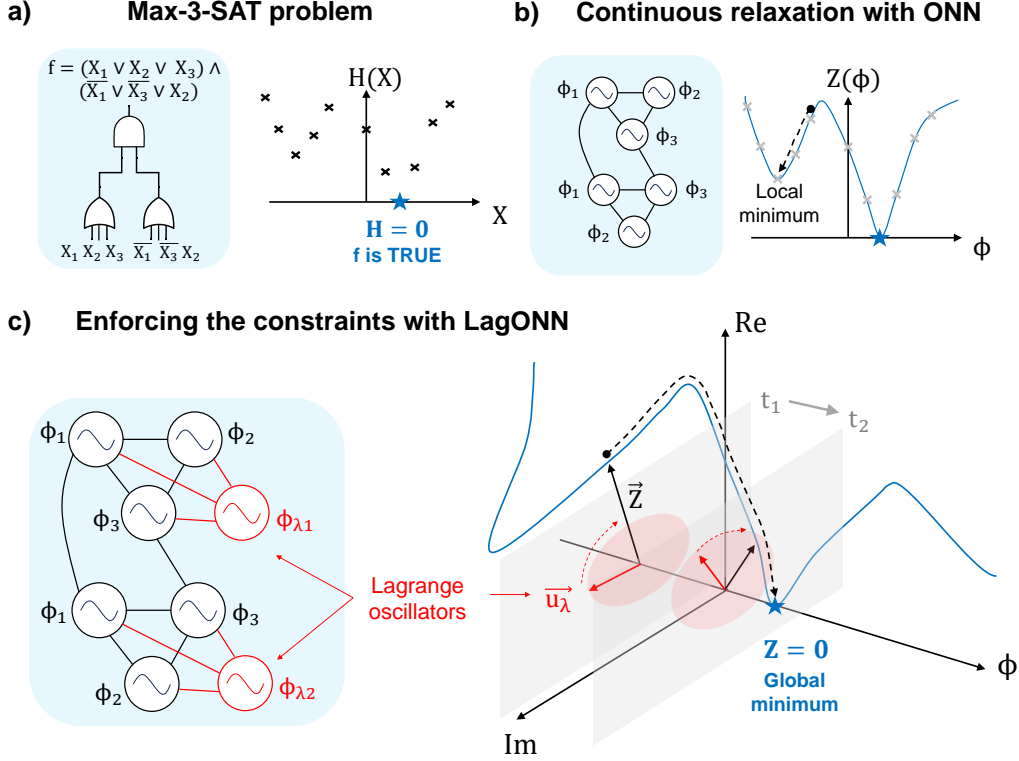 a) Max-3-SAT problem
f = (X₁ ∨ X₂ ∨ X₃) ∧
(X̅₁ ∨ X̅₃ ∨ X₂)
X₁ X₂ X₃ X̅₁ X̅₃ X₂
H(X)
X
H = 0
f is TRUE
b) Continuous relaxation with ONN
ϕ₁ ϕ₂
ϕ₃
ϕ₁ ϕ₃
ϕ₂
Z(ϕ)
Local
minimum
ϕ
c) Enforcing the constraints with LagONN
ϕ₁ ϕ₂
ϕ₃ ϕλ1
ϕ₁ ϕ₃
ϕ₂ ϕλ2
Lagrange
oscillators
Re
t₁ t₂
Z⃗
u⃗λ
Z = 0
Global
minimum
ϕ
Im